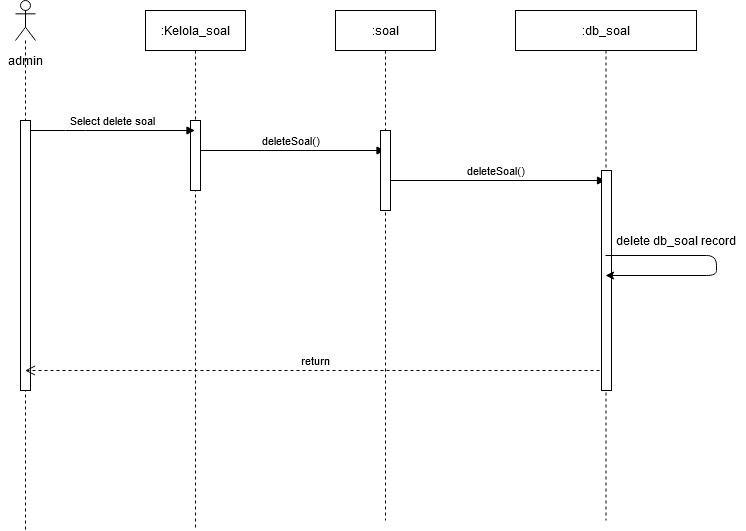 :Kelola_soal
:soal
:db_soal
admin
Select delete soal
deleteSoal()
deleteSoal()
delete db_soal record
return